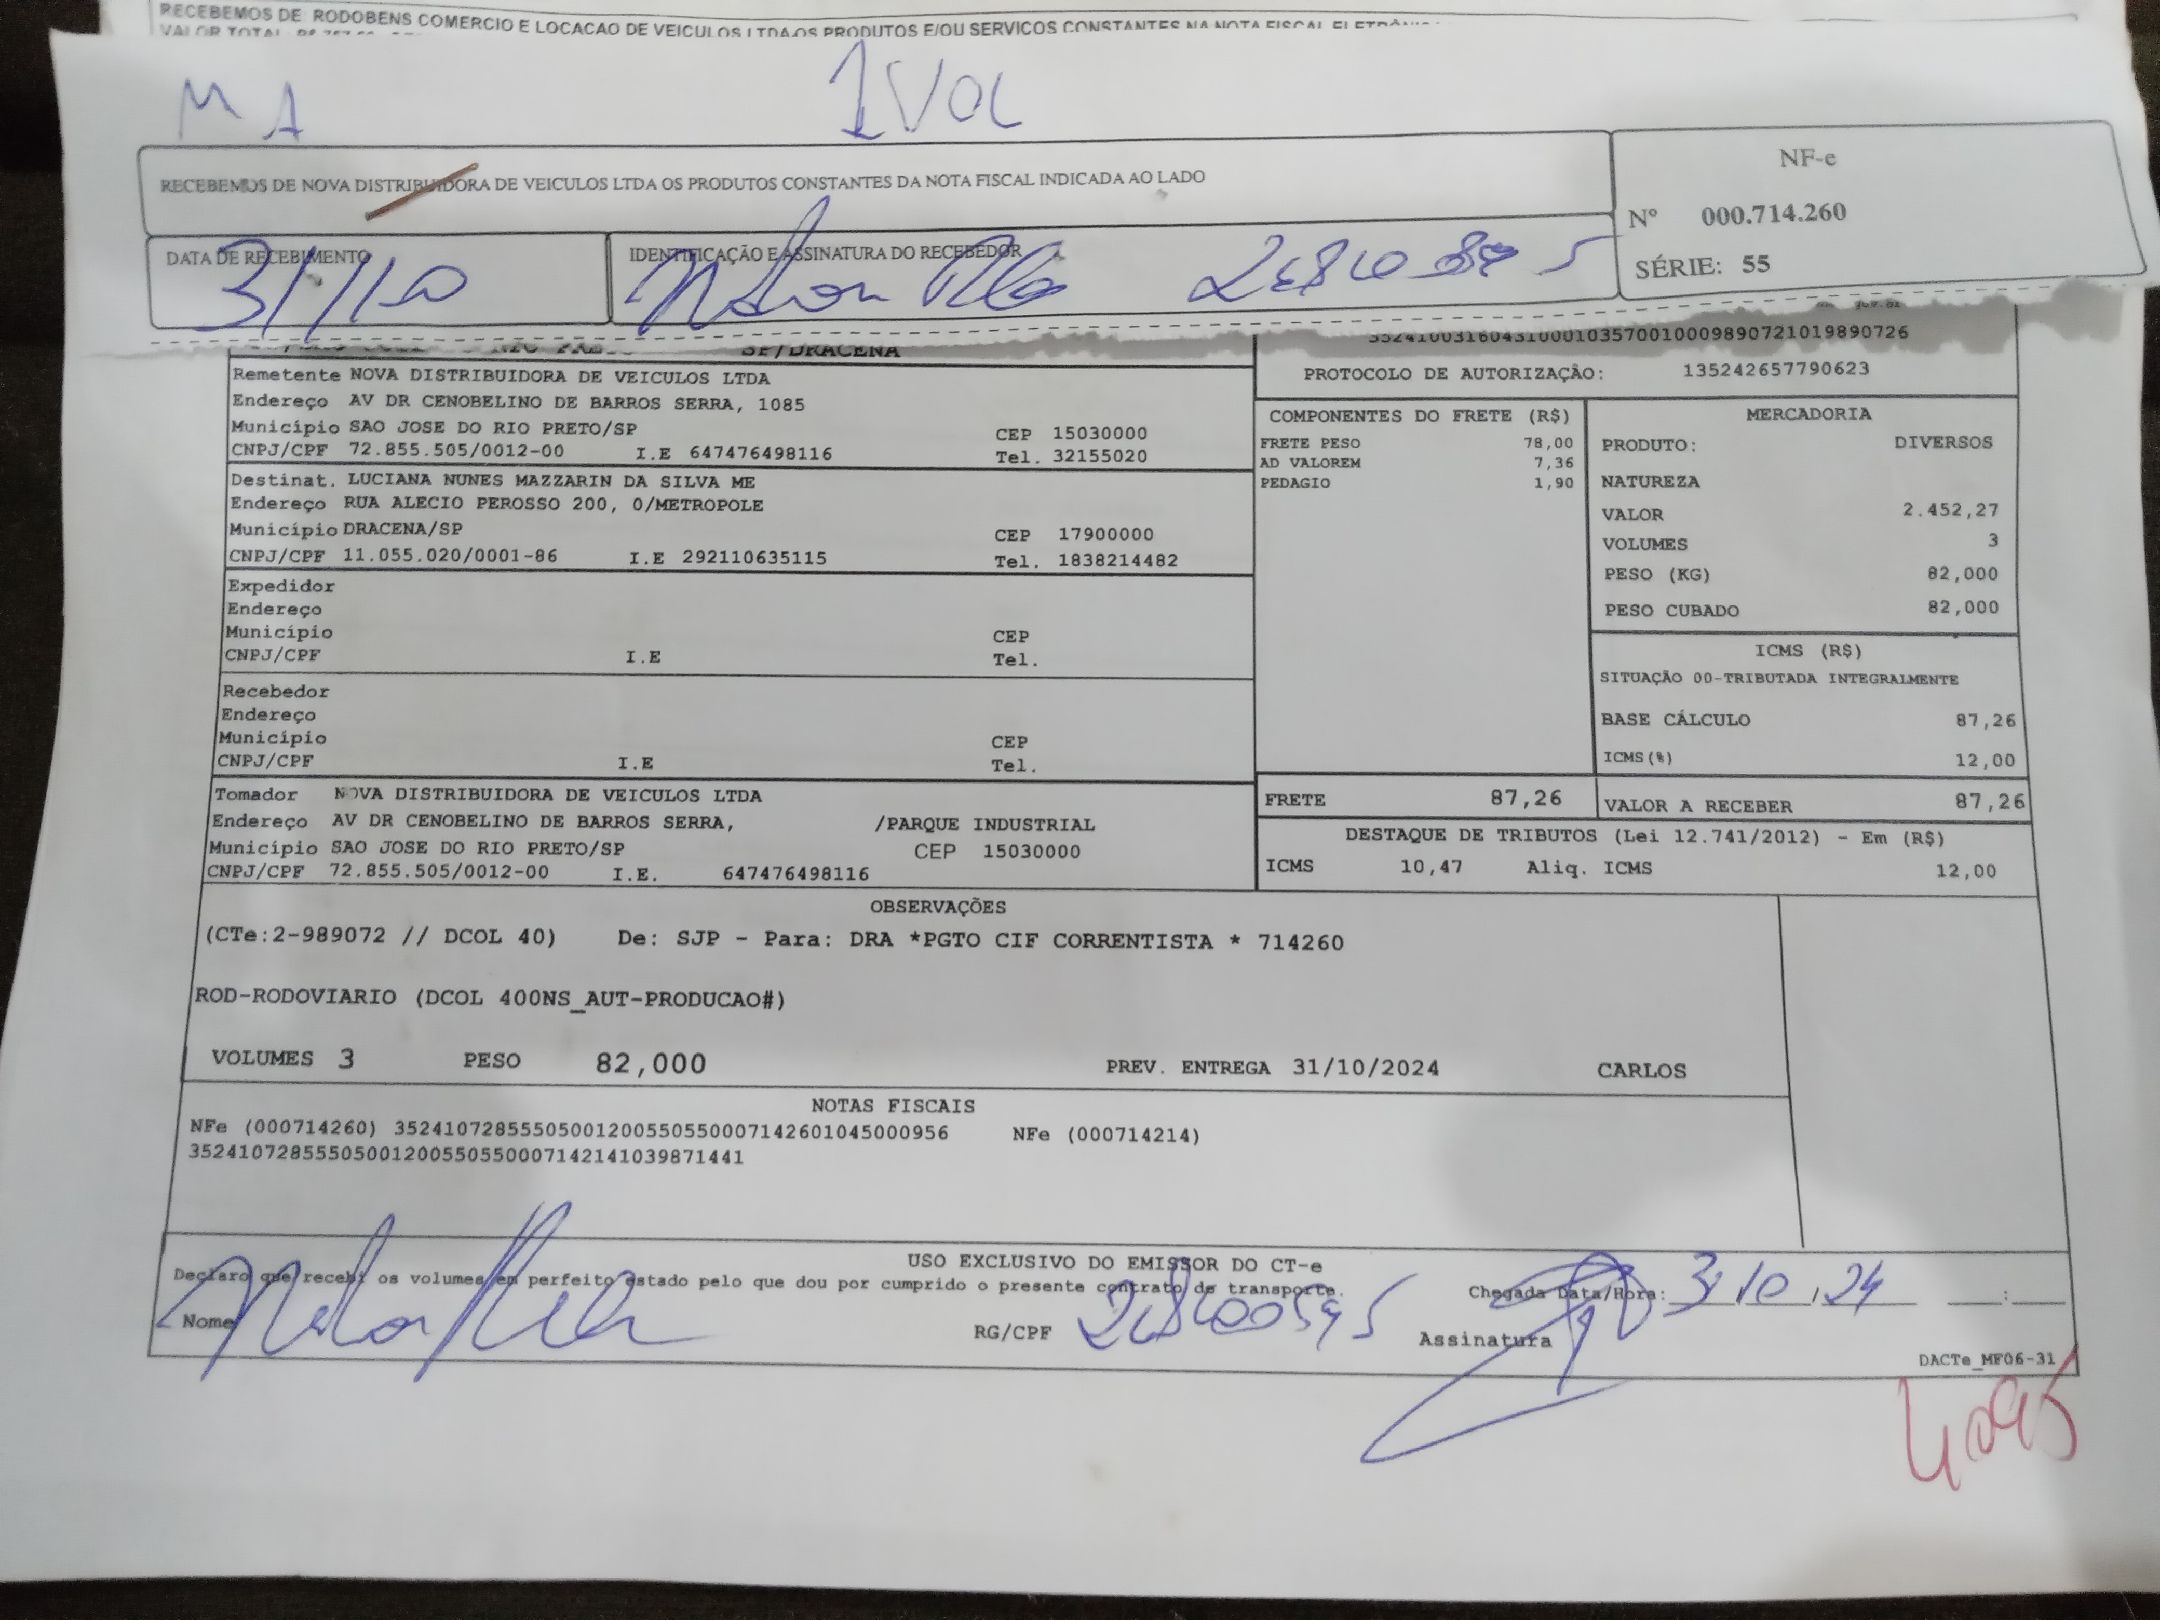 RECEBEMOS DE RODOBENS COMERCIO E LOCACAO DE VEICULOS LTDA OS PRODUTOS E/OU SERVICOS CONSTANTES NA NOTA FISCAL
VALOR TOTAL
MA
1 VOL
RECEBEMOS DE NOVA DISTRIBUIDORA DE VEICULOS LTDA OS PRODUTOS CONSTANTES DA NOTA FISCAL INDICADA AO LADO
NF-e
Nº 000.714.260
SÉRIE: 55
DATA DE RECEBIMENTO
31/10
IDENTIFICAÇÃO E ASSINATURA DO RECEBEDOR
SP/DRACENA
35241003160431000103570010009890721019890726
PROTOCOLO DE AUTORIZAÇÃO: 135242657790623
Remetente NOVA DISTRIBUIDORA DE VEICULOS LTDA
Endereço AV DR CENOBELINO DE BARROS SERRA, 1085
Município SAO JOSE DO RIO PRETO/SP CEP 15030000
CNPJ/CPF 72.855.505/0012-00 I.E 647476498116 Tel. 32155020
Destinat. LUCIANA NUNES MAZZARIN DA SILVA ME
Endereço RUA ALECIO PEROSSO 200, 0/METROPOLE
Município DRACENA/SP CEP 17900000
CNPJ/CPF 11.055.020/0001-86 I.E 292110635115 Tel. 1838214482
Expedidor
Endereço
Município CEP
CNPJ/CPF I.E Tel.
Recebedor
Endereço
Município CEP
CNPJ/CPF I.E Tel.
Tomador NOVA DISTRIBUIDORA DE VEICULOS LTDA
Endereço AV DR CENOBELINO DE BARROS SERRA, /PARQUE INDUSTRIAL
Município SAO JOSE DO RIO PRETO/SP CEP 15030000
CNPJ/CPF 72.855.505/0012-00 I.E. 647476498116
COMPONENTES DO FRETE (R$)
FRETE PESO 78,00
AD VALOREM 7,36
PEDAGIO 1,90
MERCADORIA
PRODUTO: DIVERSOS
NATUREZA
VALOR 2.452,27
VOLUMES 3
PESO (KG) 82,000
PESO CUBADO 82,000
ICMS (R$)
SITUAÇÃO 00-TRIBUTADA INTEGRALMENTE
BASE CÁLCULO 87,26
ICMS(%) 12,00
FRETE 87,26 VALOR A RECEBER 87,26
DESTAQUE DE TRIBUTOS (Lei 12.741/2012) - Em (R$)
ICMS 10,47 Aliq. ICMS 12,00
OBSERVAÇÕES
(CTe:2-989072 // DCOL 40) De: SJP - Para: DRA *PGTO CIF CORRENTISTA * 714260
ROD-RODOVIARIO (DCOL 400NS_AUT-PRODUCAO#)
VOLUMES 3 PESO 82,000 PREV. ENTREGA 31/10/2024 CARLOS
NOTAS FISCAIS
NFe (000714260) 35241072855505001200550550007142601045000956 NFe (000714214)
35241072855505001200550550007142141039871441
USO EXCLUSIVO DO EMISSOR DO CT-e
Declaro que recebi os volumes em perfeito estado pelo que dou por cumprido o presente contrato de transporte.
Chegada Data/Hora: 31/10/24
Nome
RG/CPF
Assinatura
DACTe_MF06-31